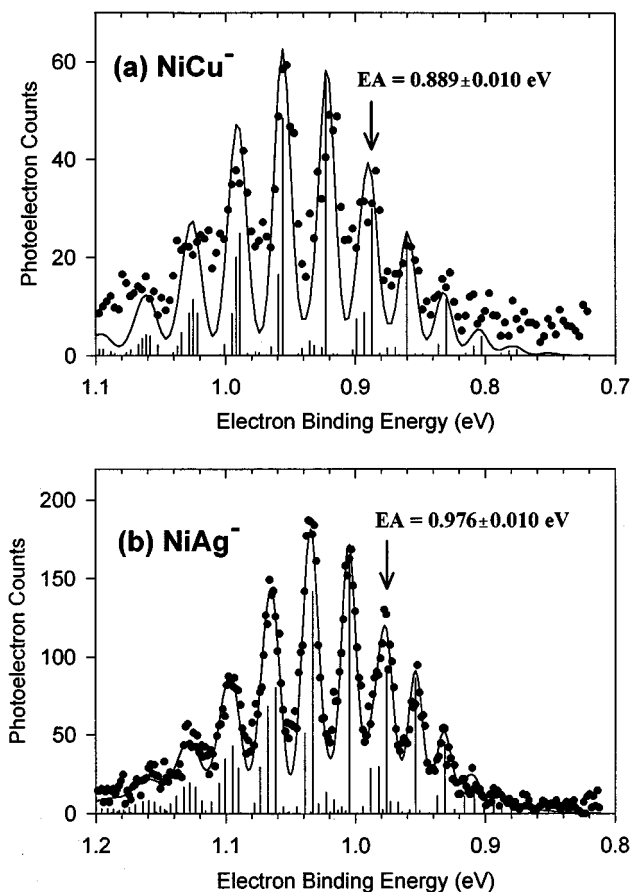 (a) NiCu⁻
EA = 0.889±0.010 eV
60
40
20
0
Photoelectron Counts
1.1 1.0 0.9 0.8 0.7
Electron Binding Energy (eV)
(b) NiAg⁻
EA = 0.976±0.010 eV
200
150
100
50
0
Photoelectron Counts
1.2 1.1 1.0 0.9 0.8
Electron Binding Energy (eV)